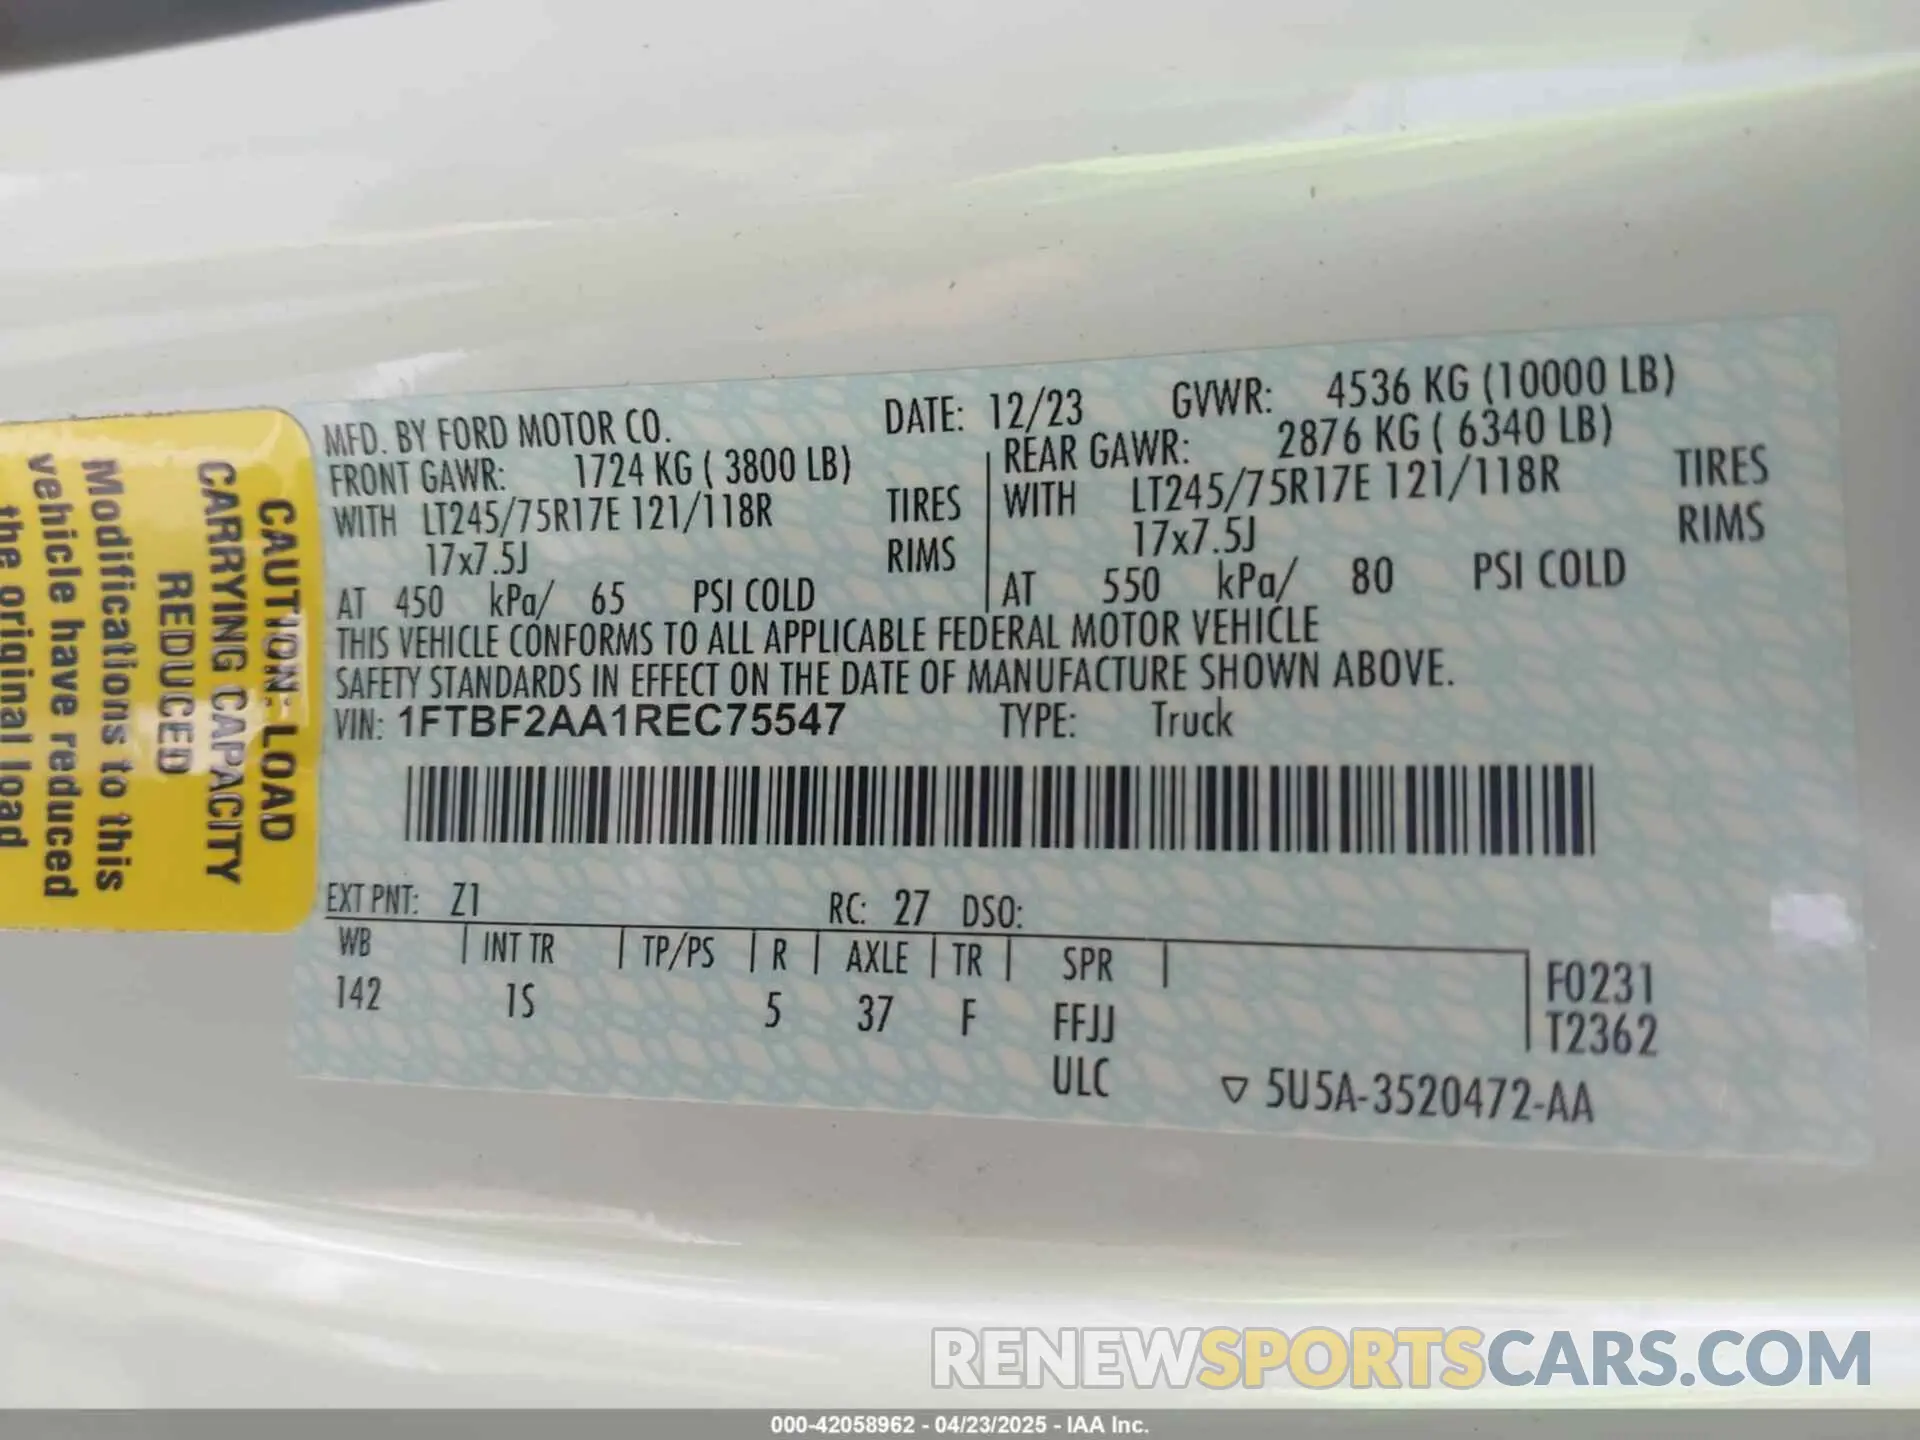 MFD. BY FORD MOTOR CO. DATE: 12/23 GVWR: 4536 KG (10000 LB)
FRONT GAWR: 1724 KG ( 3800 LB) REAR GAWR: 2876 KG ( 6340 LB)
WITH LT245/75R17E 121/118R TIRES WITH LT245/75R17E 121/118R TIRES
17x7.5J RIMS 17x7.5J RIMS
AT 450 kPa/ 65 PSI COLD AT 550 kPa/ 80 PSI COLD
THIS VEHICLE CONFORMS TO ALL APPLICABLE FEDERAL MOTOR VEHICLE
SAFETY STANDARDS IN EFFECT ON THE DATE OF MANUFACTURE SHOWN ABOVE.
VIN: 1FTBF2AA1REC75547 TYPE: Truck
EXT PNT: Z1 RC: 27 DSO:
WB INT TR TP/PS R AXLE TR SPR
142 1S 5 37 F FFJJ
ULC
F0231
T2362
▽ 5U5A-3520472-AA
CAUTION: LOAD
CARRYING CAPACITY
REDUCED
Modifications to this
vehicle have reduced
the original load
RENEWSPORTSCARS.COM
000-42058962 - 04/23/2025 - IAA Inc.